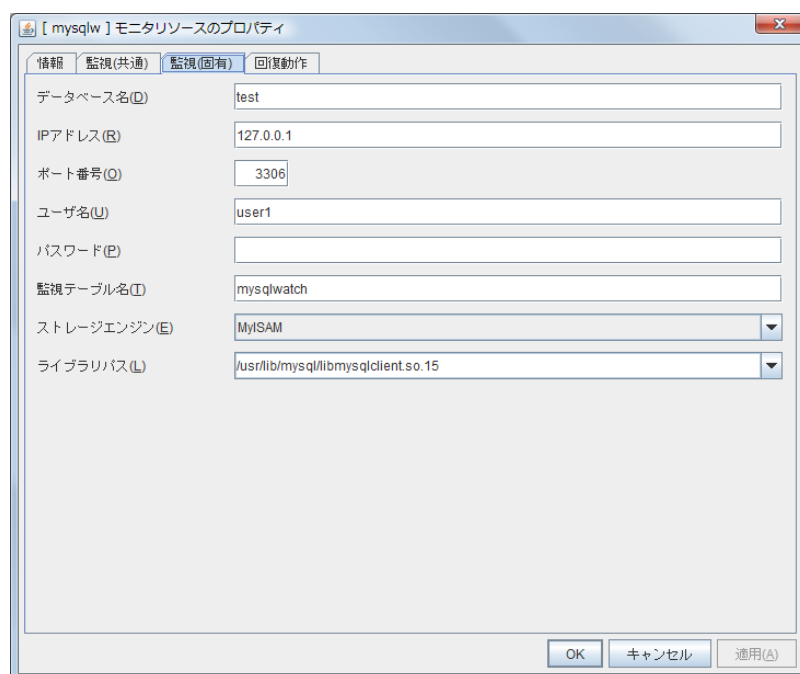 [ mysqlw ] モニタリソースのプロパティ
情報 監視(共通) 監視(固有) 回復動作
データベース名(D) test
IPアドレス(R) 127.0.0.1
ポート番号(O) 3306
ユーザ名(U) user1
パスワード(P)
監視テーブル名(T) mysqlwatch
ストレージエンジン(E) MyISAM
ライブラリパス(L) /usr/lib/mysql/libmysqlclient.so.15
OK キャンセル 適用(A)